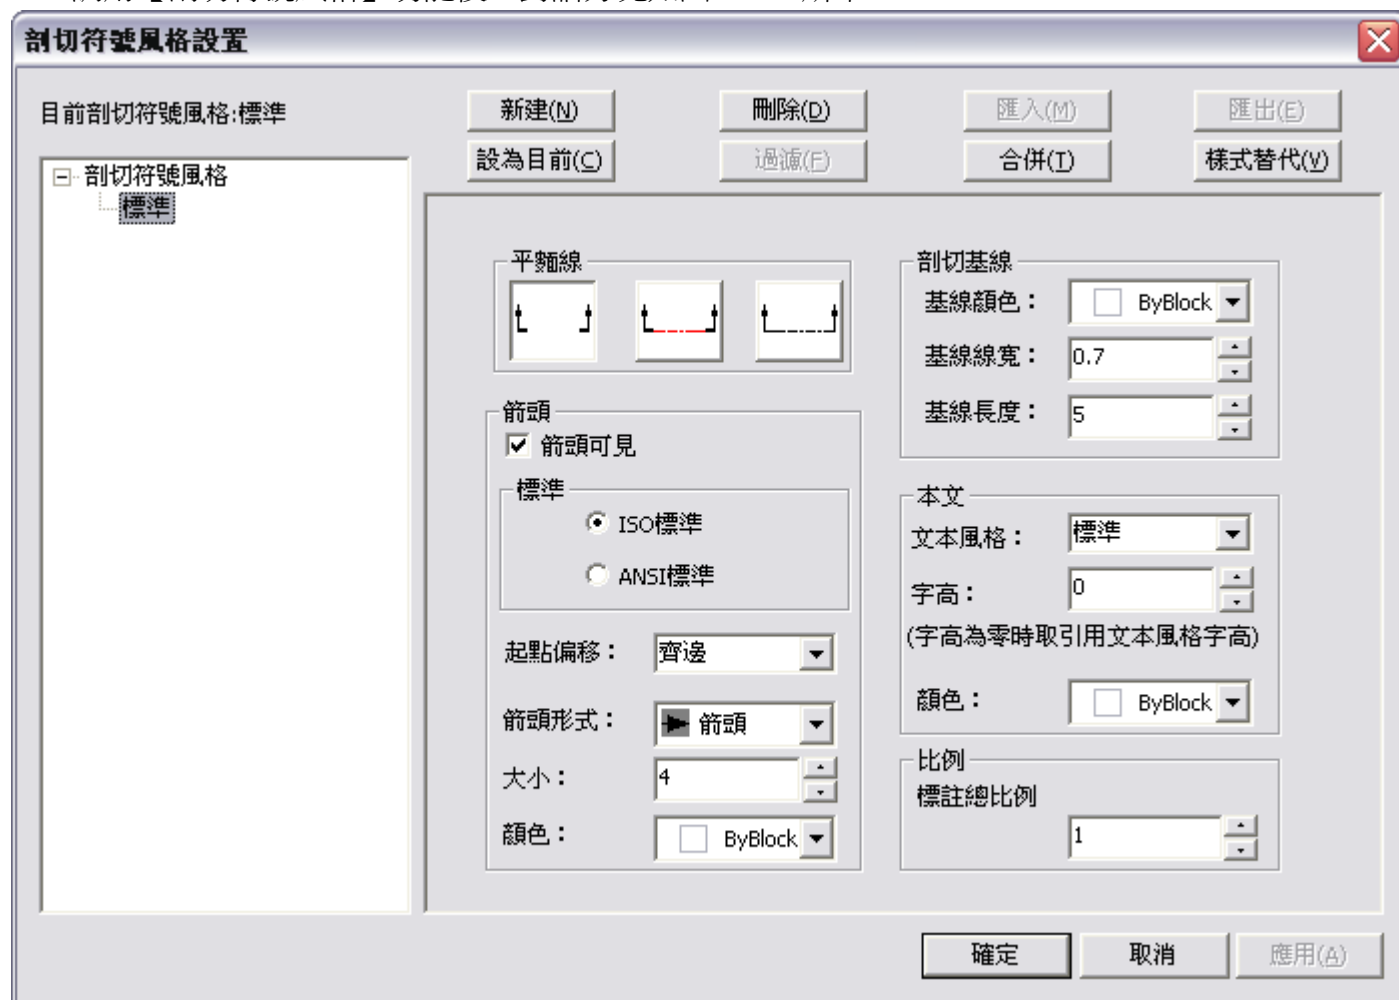 剖切符號風格設置
目前剖切符號風格:標準
新建(N)
刪除(D)
匯入(M)
匯出(E)
設為目前(C)
過濾(F)
合併(T)
樣式替代(V)
剖切符號風格
標準
平麵線
箭頭
箭頭可見
標準
ISO標準
ANSI標準
起點偏移：
齊邊
箭頭形式：
箭頭
大小：
4
顏色：
ByBlock
剖切基線
基線顏色：
ByBlock
基線線寬：
0.7
基線長度：
5
本文
文本風格：
標準
字高：
0
(字高為零時取引用文本風格字高)
顏色：
ByBlock
比例
標註總比例
1
確定
取消
應用(A)